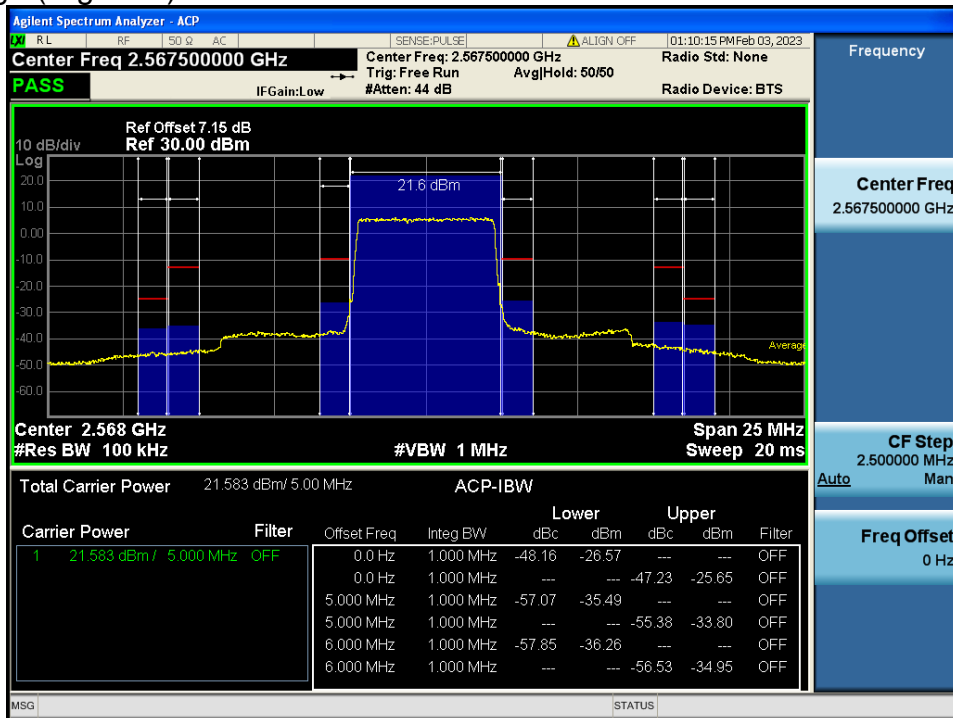 Agilent Spectrum Analyzer - ACP
LXI RL RF 50 Ω AC SENSE:PULSE ALIGN OFF 01:10:15 PM Feb 03, 2023
Center Freq 2.567500000 GHz
Center Freq: 2.567500000 GHz Radio Std: None
Trig: Free Run Avg|Hold: 50/50
PASS
IFGain:Low #Atten: 44 dB Radio Device: BTS
Ref Offset 7.15 dB
10 dB/div Ref 30.00 dBm
Log
20.0
21.6 dBm
10.0
0.00
-10.0
-20.0
-30.0
-40.0
Average
-50.0
-60.0
Center 2.568 GHz Span 25 MHz
#Res BW 100 kHz #VBW 1 MHz Sweep 20 ms
Total Carrier Power 21.583 dBm/ 5.00 MHz ACP-IBW
Lower Upper
Carrier Power Filter Offset Freq Integ BW dBc dBm dBc dBm Filter
1 21.583 dBm / 5.000 MHz OFF 0.0 Hz 1.000 MHz -48.16 -26.57 --- --- OFF
0.0 Hz 1.000 MHz --- --- -47.23 -25.65 OFF
5.000 MHz 1.000 MHz -57.07 -35.49 --- --- OFF
5.000 MHz 1.000 MHz --- --- -55.38 -33.80 OFF
6.000 MHz 1.000 MHz -57.85 -36.26 --- --- OFF
6.000 MHz 1.000 MHz --- --- -56.53 -34.95 OFF
MSG STATUS
Frequency
Center Freq
2.567500000 GHz
CF Step
2.500000 MHz
Auto Man
Freq Offset
0 Hz